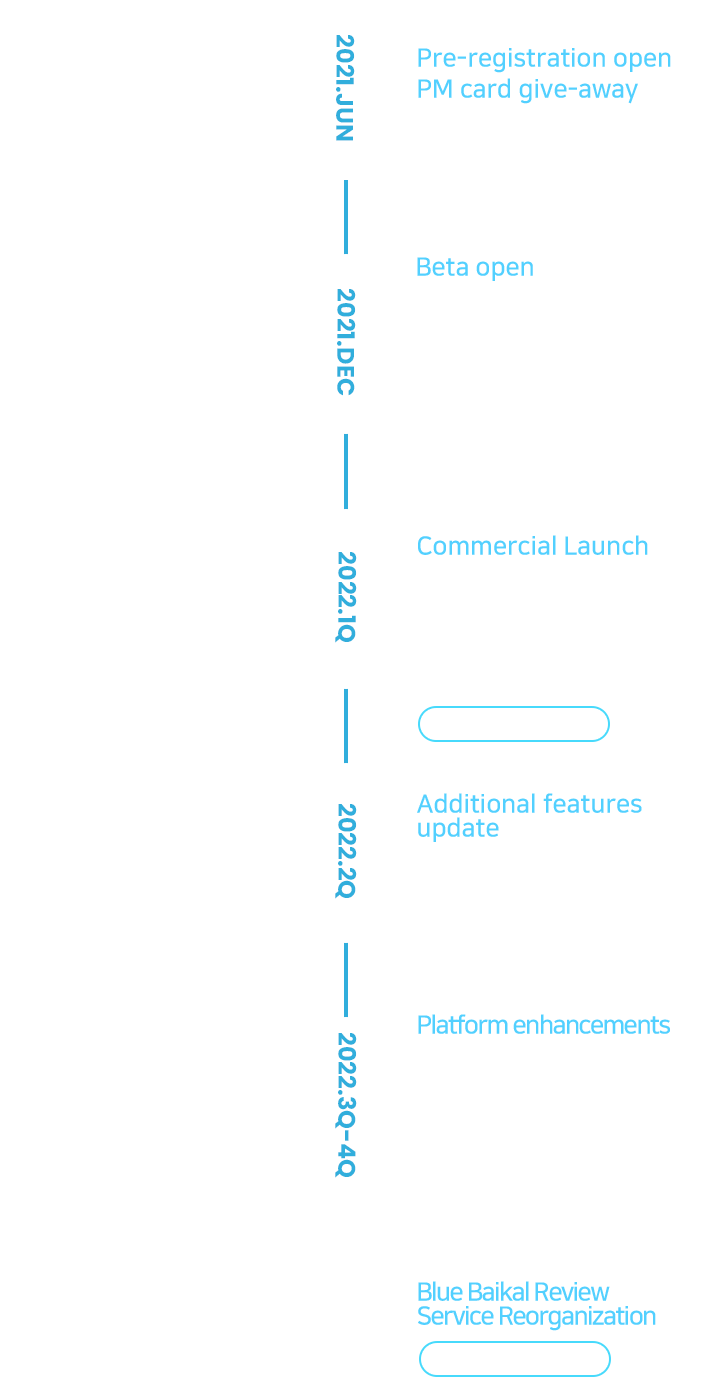 2021.JUN
Pre-registration open
PM card give-away
2021.DEC
Beta open
2022.1Q
Commercial Launch
2022.2Q
Additional features
update
2022.3Q-4Q
Platform enhancements
Blue Baikal Review
Service Reorganization